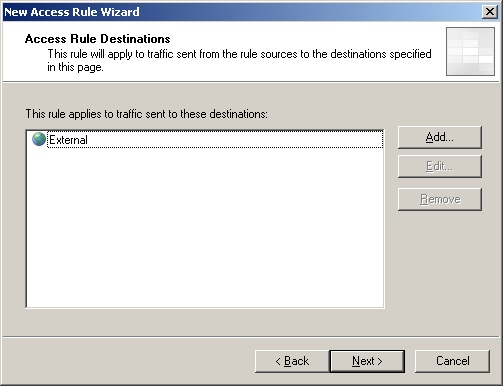 New Access Rule Wizard
Access Rule Destinations
This rule will apply to traffic sent from the rule sources to the destinations specified
in this page.
This rule applies to traffic sent to these destinations:
External
Add...
Edit...
Remove
< Back
Next >
Cancel